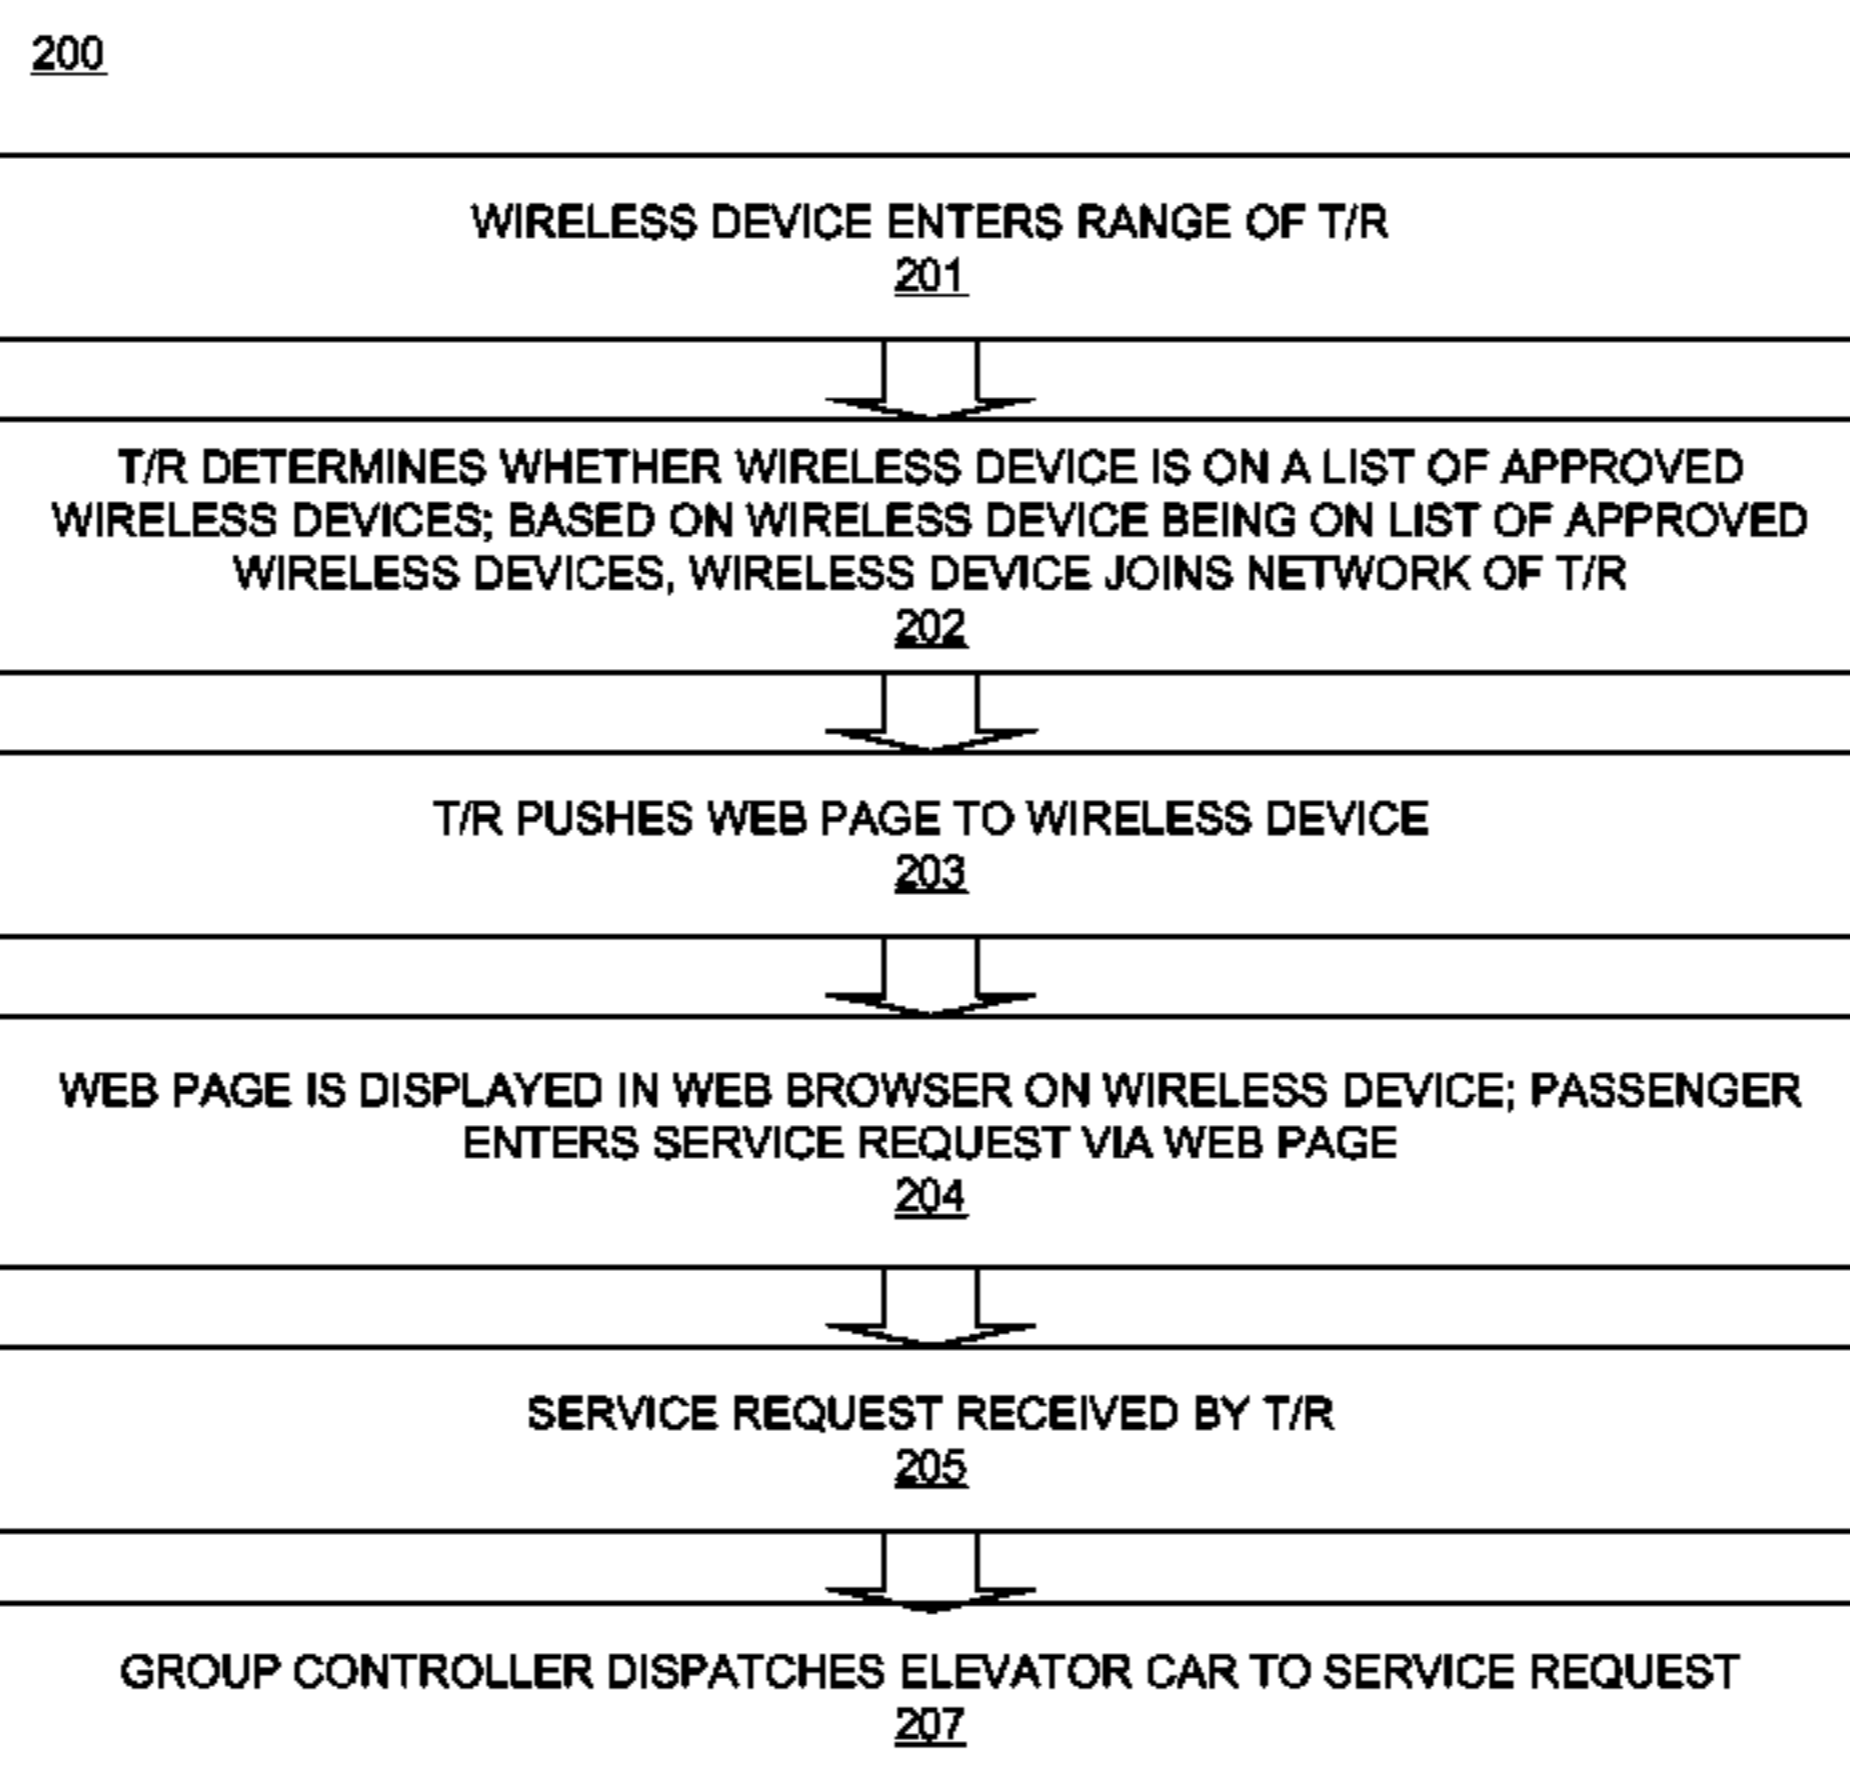 200
WIRELESS DEVICE ENTERS RANGE OF T/R
201
T/R DETERMINES WHETHER WIRELESS DEVICE IS ON A LIST OF APPROVED
WIRELESS DEVICES; BASED ON WIRELESS DEVICE BEING ON LIST OF APPROVED
WIRELESS DEVICES, WIRELESS DEVICE JOINS NETWORK OF T/R
202
T/R PUSHES WEB PAGE TO WIRELESS DEVICE
203
WEB PAGE IS DISPLAYED IN WEB BROWSER ON WIRELESS DEVICE; PASSENGER
ENTERS SERVICE REQUEST VIA WEB PAGE
204
SERVICE REQUEST RECEIVED BY T/R
205
GROUP CONTROLLER DISPATCHES ELEVATOR CAR TO SERVICE REQUEST
207